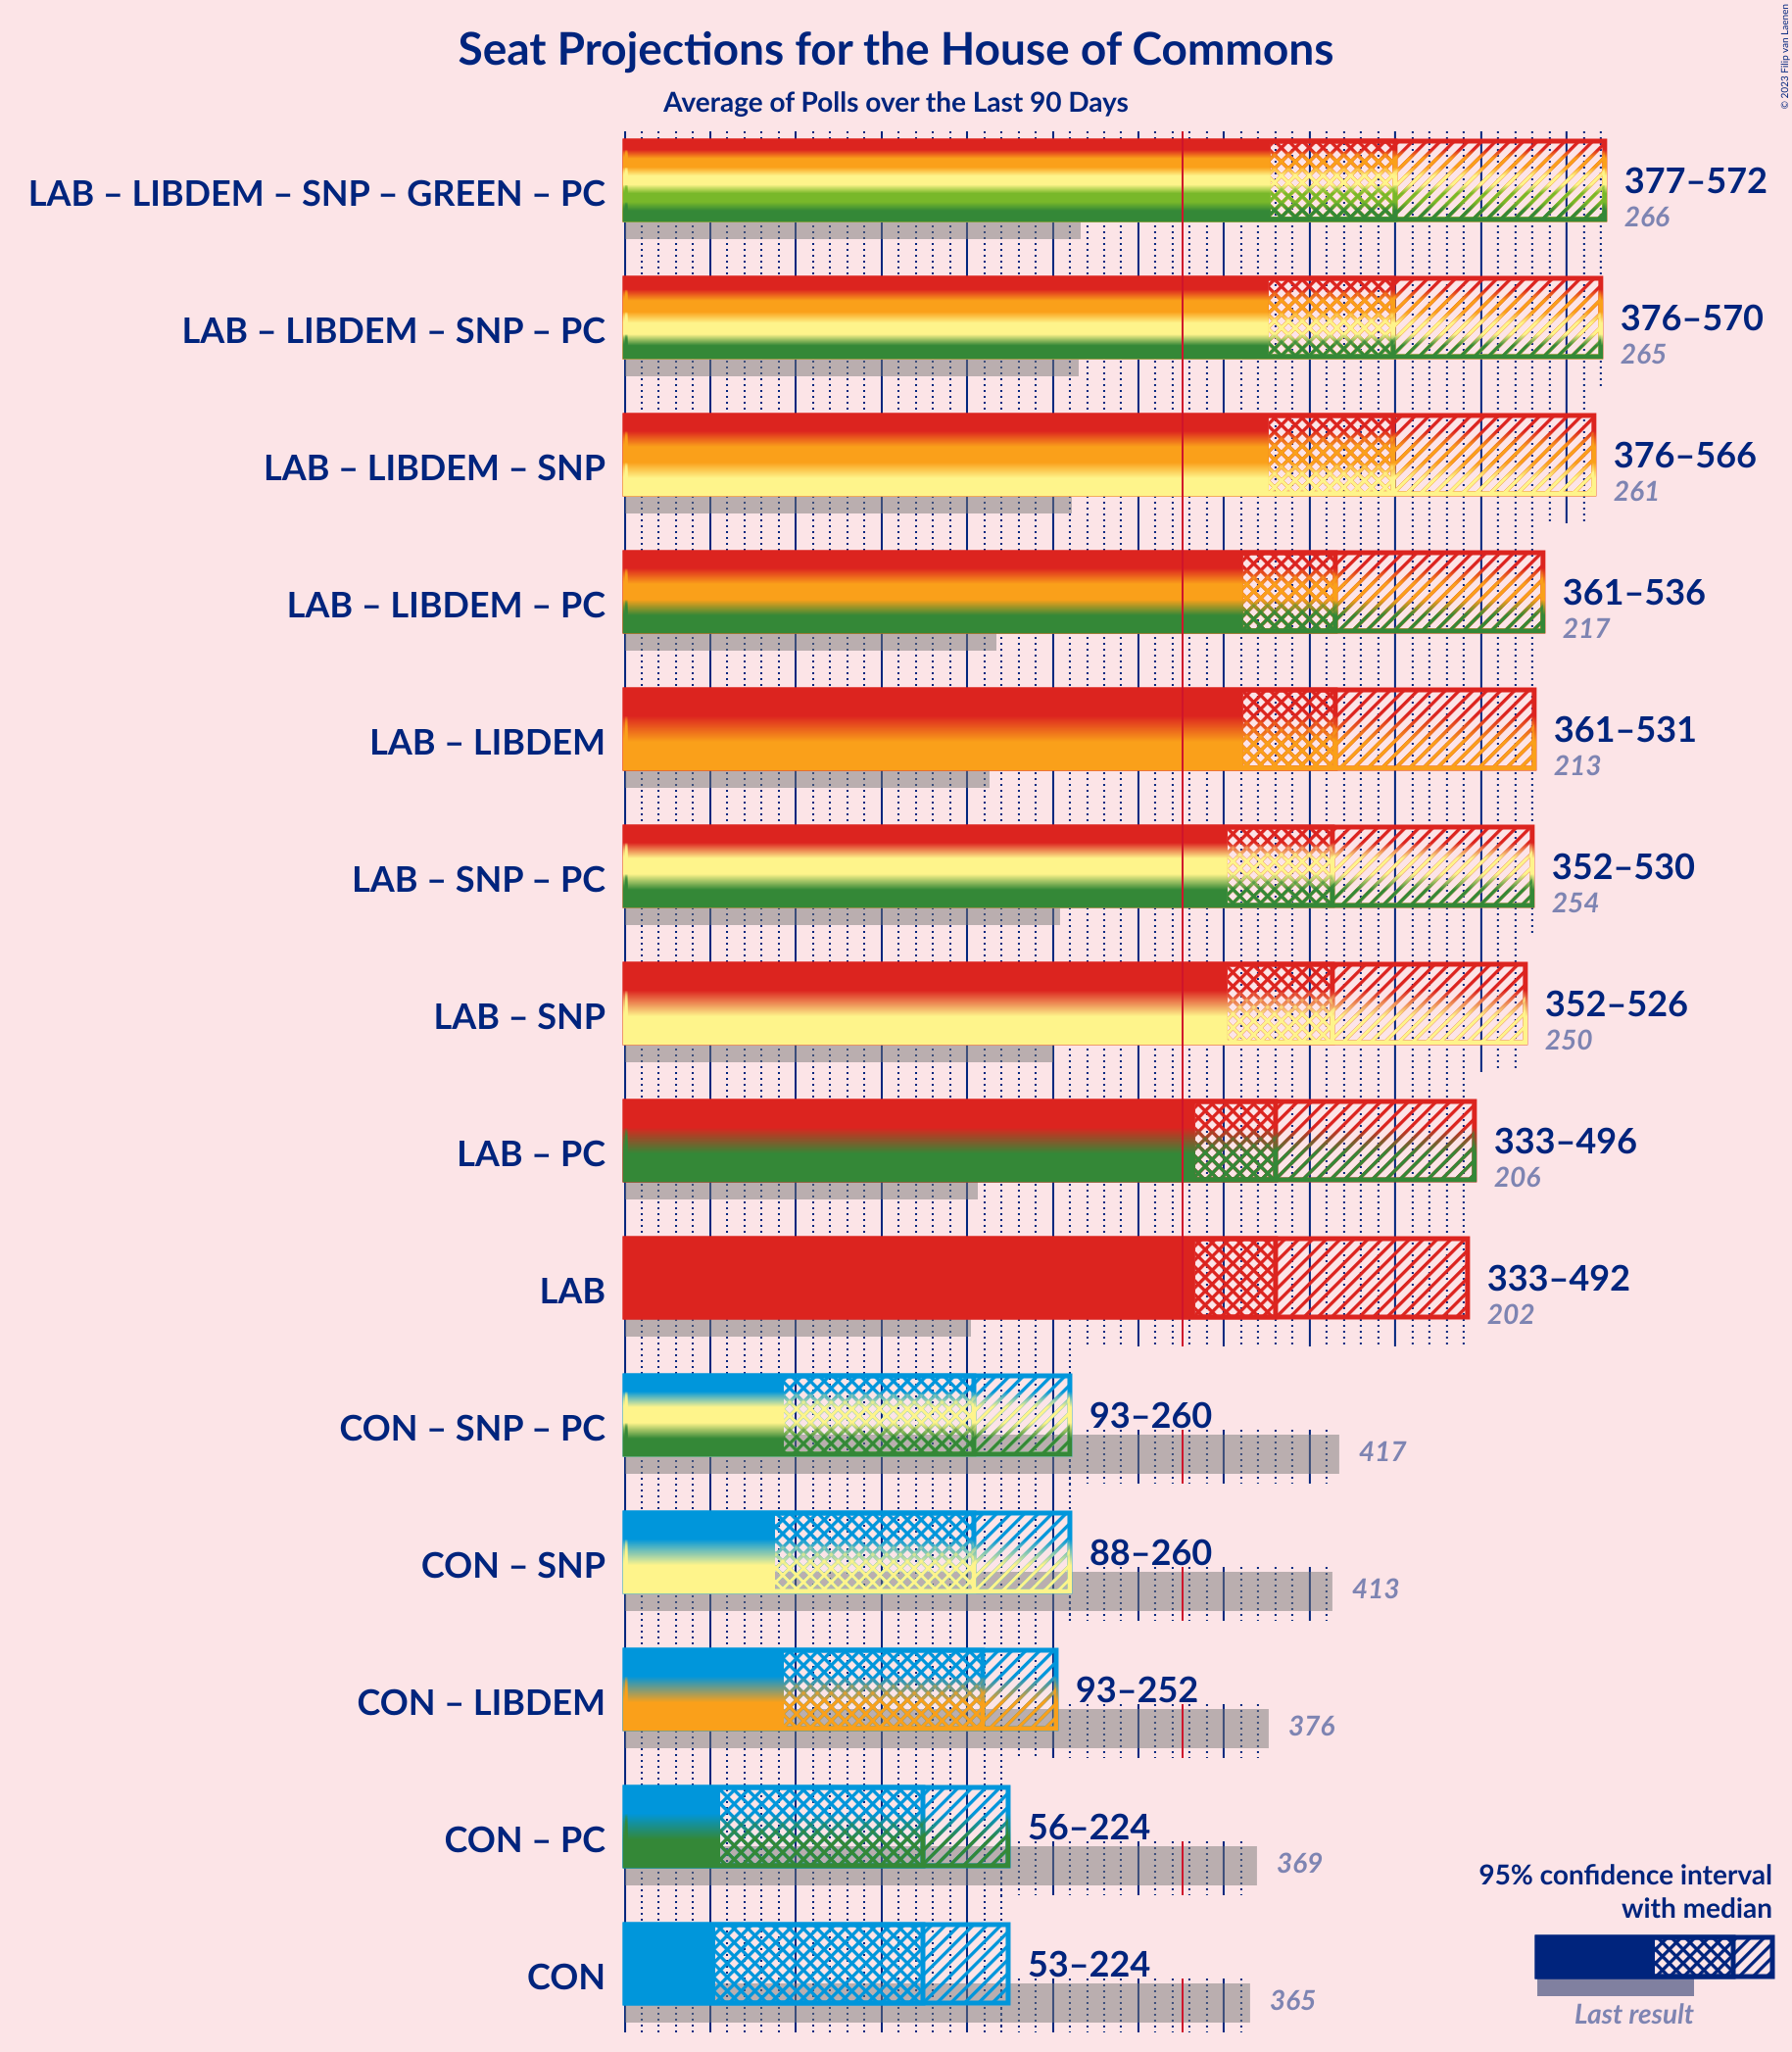 Seat Projections for the House of Commons
Average of Polls over the Last 90 Days
© 2023 Filip van Laenen
LAB – LIBDEM – SNP – GREEN – PC
377–572
266
LAB – LIBDEM – SNP – PC
376–570
265
LAB – LIBDEM – SNP
376–566
261
LAB – LIBDEM – PC
361–536
217
LAB – LIBDEM
361–531
213
LAB – SNP – PC
352–530
254
LAB – SNP
352–526
250
LAB – PC
333–496
206
LAB
333–492
202
CON – SNP – PC
93–260
417
CON – SNP
88–260
413
CON – LIBDEM
93–252
376
CON – PC
56–224
369
CON
53–224
365
95% confidence interval
with median
Last result